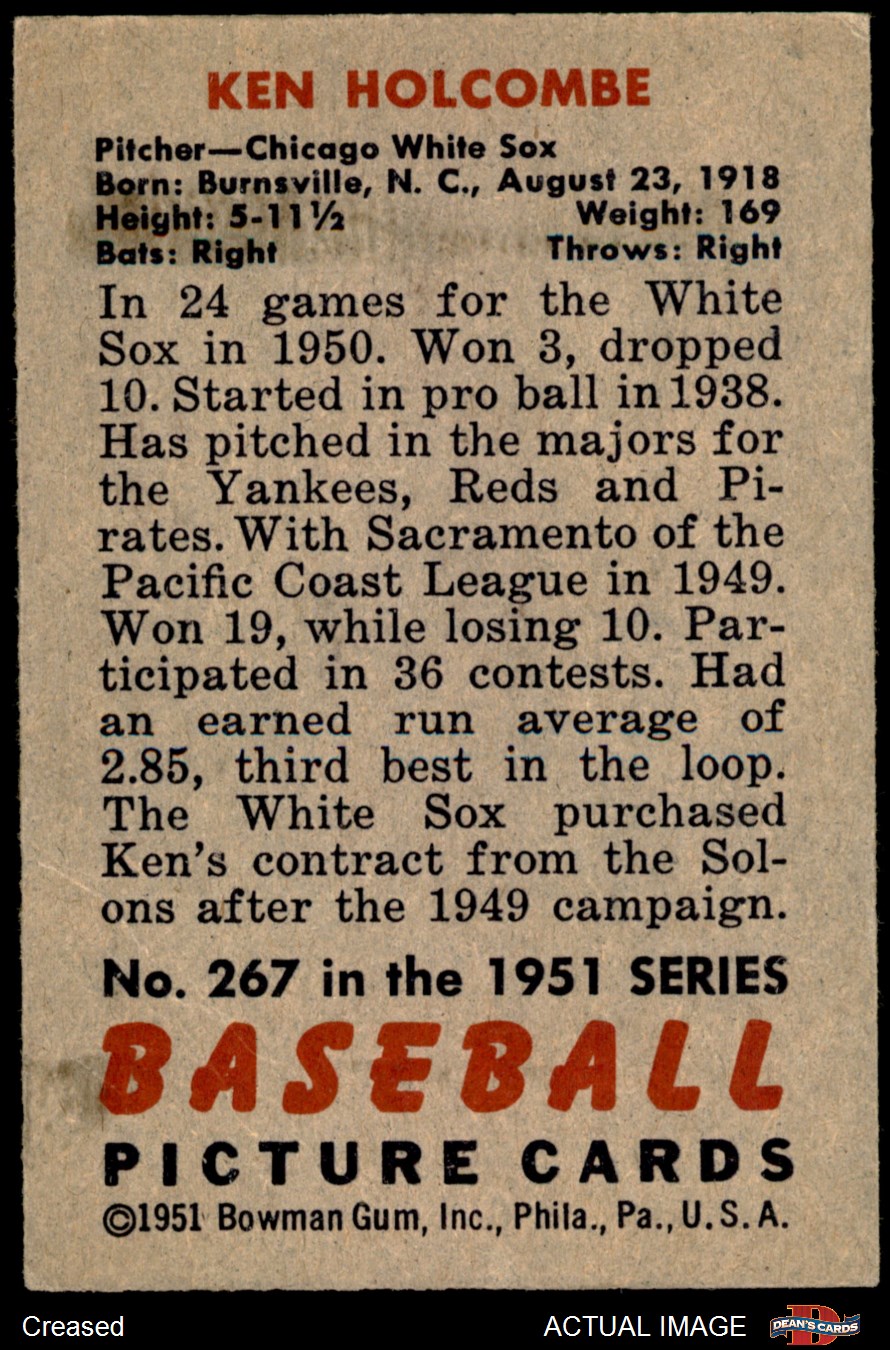 KEN HOLCOMBE
Pitcher—Chicago White Sox
Born: Burnsville, N. C., August 23, 1918
Height: 5-11½ Weight: 169
Bats: Right Throws: Right
In 24 games for the White
Sox in 1950. Won 3, dropped
10. Started in pro ball in 1938.
Has pitched in the majors for
the Yankees, Reds and Pi-
rates. With Sacramento of the
Pacific Coast League in 1949.
Won 19, while losing 10. Par-
ticipated in 36 contests. Had
an earned run average of
2.85, third best in the loop.
The White Sox purchased
Ken's contract from the Sol-
ons after the 1949 campaign.
No. 267 in the 1951 SERIES
BASEBALL
PICTURE CARDS
©1951 Bowman Gum, Inc., Phila., Pa., U. S. A.
Creased ACTUAL IMAGE DEAN'S CARDS